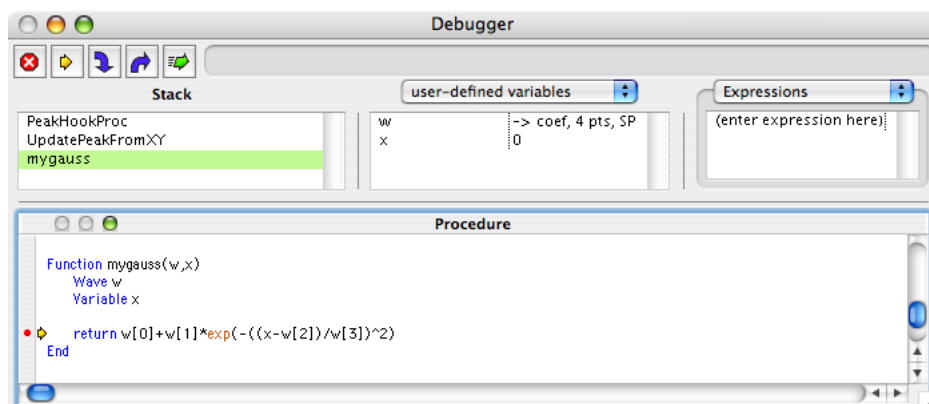 Debugger
Stack
user-defined variables
Expressions
PeakHookProc
UpdatePeakFromXY
mygauss
w -> coef, 4 pts, SP
x 0
(enter expression here)
Procedure
Function mygauss(w,x)
Wave w
Variable x
return w[0]+w[1]*exp(-((x-w[2])/w[3])^2)
End